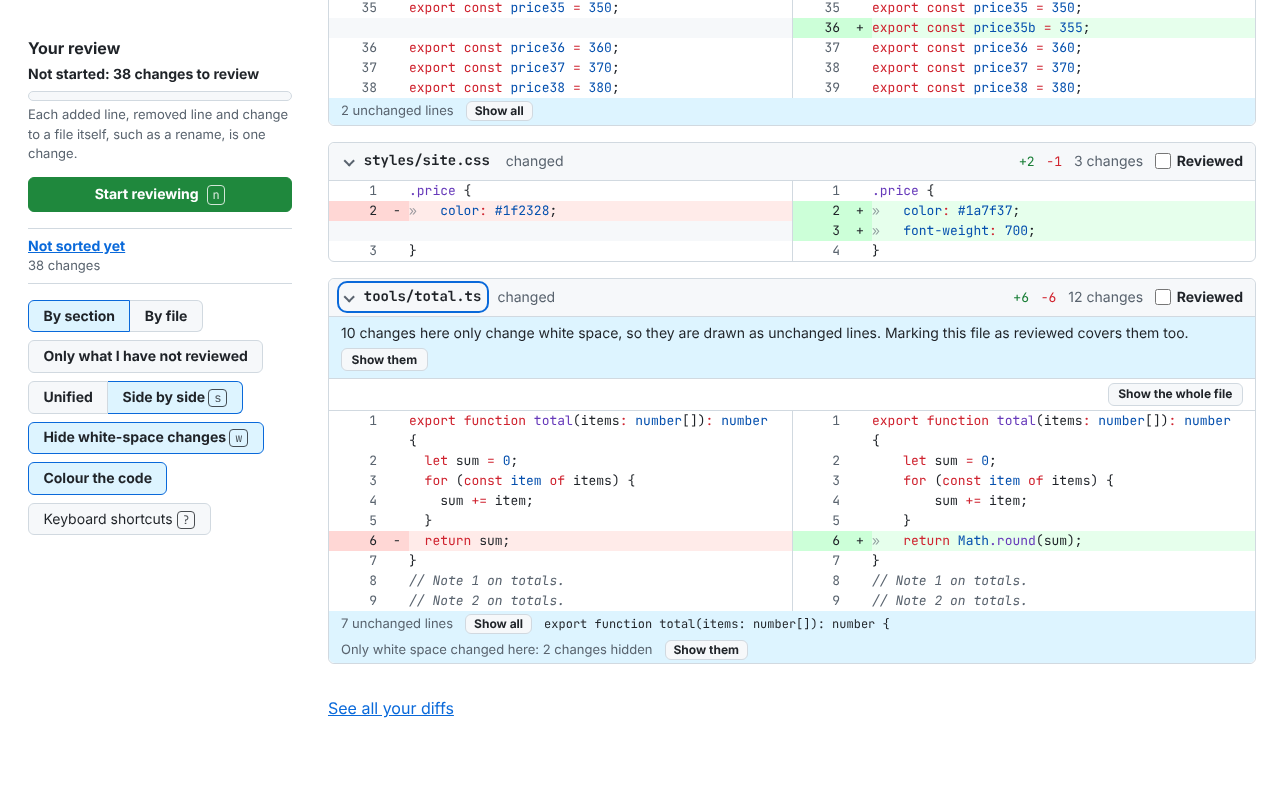 Your review
Not started: 38 changes to review
Each added line, removed line and change
to a file itself, such as a rename, is one
change.
Start reviewing n
Not sorted yet
38 changes
By section By file
Only what I have not reviewed
Unified Side by side s
Hide white-space changes w
Colour the code
Keyboard shortcuts ?
35 export const price35 = 350; 35 export const price35 = 350;
36 + export const price35b = 355;
36 export const price36 = 360; 37 export const price36 = 360;
37 export const price37 = 370; 38 export const price37 = 370;
38 export const price38 = 380; 39 export const price38 = 380;
2 unchanged lines Show all
styles/site.css changed +2 -1 3 changes Reviewed
1 .price { 1 .price {
2 - » color: #1f2328; 2 + » color: #1a7f37;
3 + » font-weight: 700;
3 } 4 }
tools/total.ts changed +6 -6 12 changes Reviewed
10 changes here only change white space, so they are drawn as unchanged lines. Marking this file as reviewed covers them too.
Show them
Show the whole file
1 export function total(items: number[]): number 1 export function total(items: number[]): number
{ {
2 let sum = 0; 2 let sum = 0;
3 for (const item of items) { 3 for (const item of items) {
4 sum += item; 4 sum += item;
5 } 5 }
6 - return sum; 6 + » return Math.round(sum);
7 } 7 }
8 // Note 1 on totals. 8 // Note 1 on totals.
9 // Note 2 on totals. 9 // Note 2 on totals.
7 unchanged lines Show all export function total(items: number[]): number {
Only white space changed here: 2 changes hidden Show them
See all your diffs